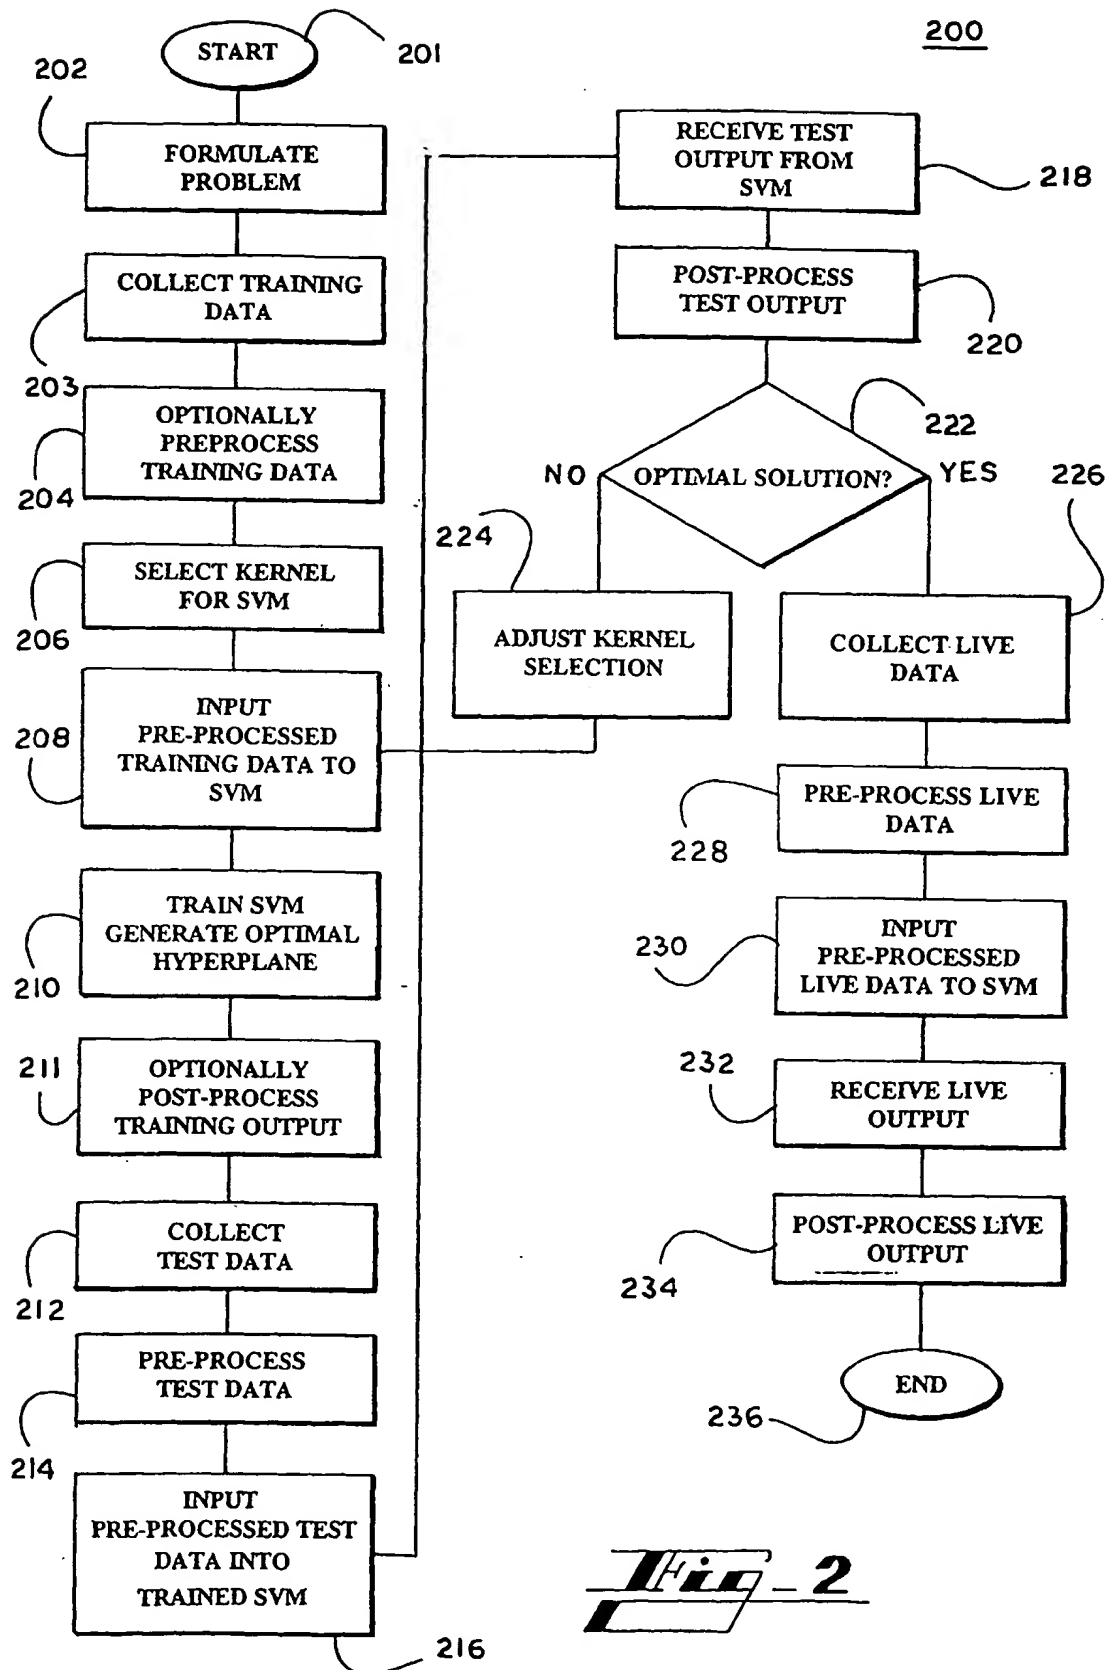 200
START
201
202
FORMULATE
PROBLEM
COLLECT TRAINING
DATA
203
OPTIONALLY
PREPROCESS
TRAINING DATA
204
SELECT KERNEL
FOR SVM
206
INPUT
PRE-PROCESSED
TRAINING DATA TO
SVM
208
TRAIN SVM
GENERATE OPTIMAL
HYPERPLANE
210
211
OPTIONALLY
POST-PROCESS
TRAINING OUTPUT
COLLECT
TEST DATA
212
PRE-PROCESS
TEST DATA
214
INPUT
PRE-PROCESSED TEST
DATA INTO
TRAINED SVM
216
RECEIVE TEST
OUTPUT FROM
SVM
218
POST-PROCESS
TEST OUTPUT
220
222
NO
OPTIMAL SOLUTION?
YES
224
ADJUST KERNEL
SELECTION
226
COLLECT LIVE
DATA
PRE-PROCESS LIVE
DATA
228
INPUT
PRE-PROCESSED
LIVE DATA TO SVM
230
232
RECEIVE LIVE
OUTPUT
POST-PROCESS LIVE
OUTPUT
234
END
236
Fig_2